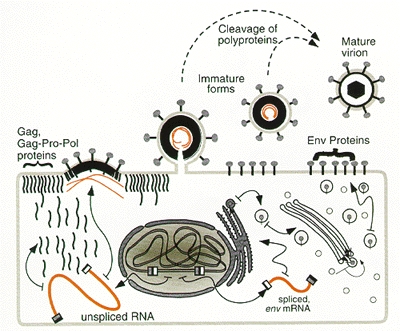 Cleavage of
polyproteins
Mature
virion
Immature
forms
Gag,
Gag-Pro-Pol
proteins
Env Proteins
unspliced RNA
spliced,
env mRNA